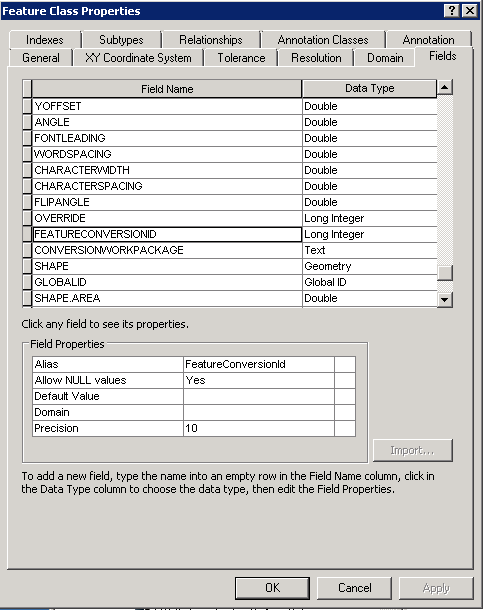 Feature Class Properties
Indexes Subtypes Relationships Annotation Classes Annotation
General XY Coordinate System Tolerance Resolution Domain Fields
Field Name Data Type
YOFFSET Double
ANGLE Double
FONTLEADING Double
WORDSPACING Double
CHARACTERWIDTH Double
CHARACTERSPACING Double
FLIPANGLE Double
OVERRIDE Long Integer
FEATURECONVERSIONID Long Integer
CONVERSIONWORKPACKAGE Text
SHAPE Geometry
GLOBALID Global ID
SHAPE.AREA Double
Click any field to see its properties.
Field Properties
Alias FeatureConversionId
Allow NULL values Yes
Default Value
Domain
Precision 10
Import...
To add a new field, type the name into an empty row in the Field Name column, click in
the Data Type column to choose the data type, then edit the Field Properties.
OK Cancel Apply